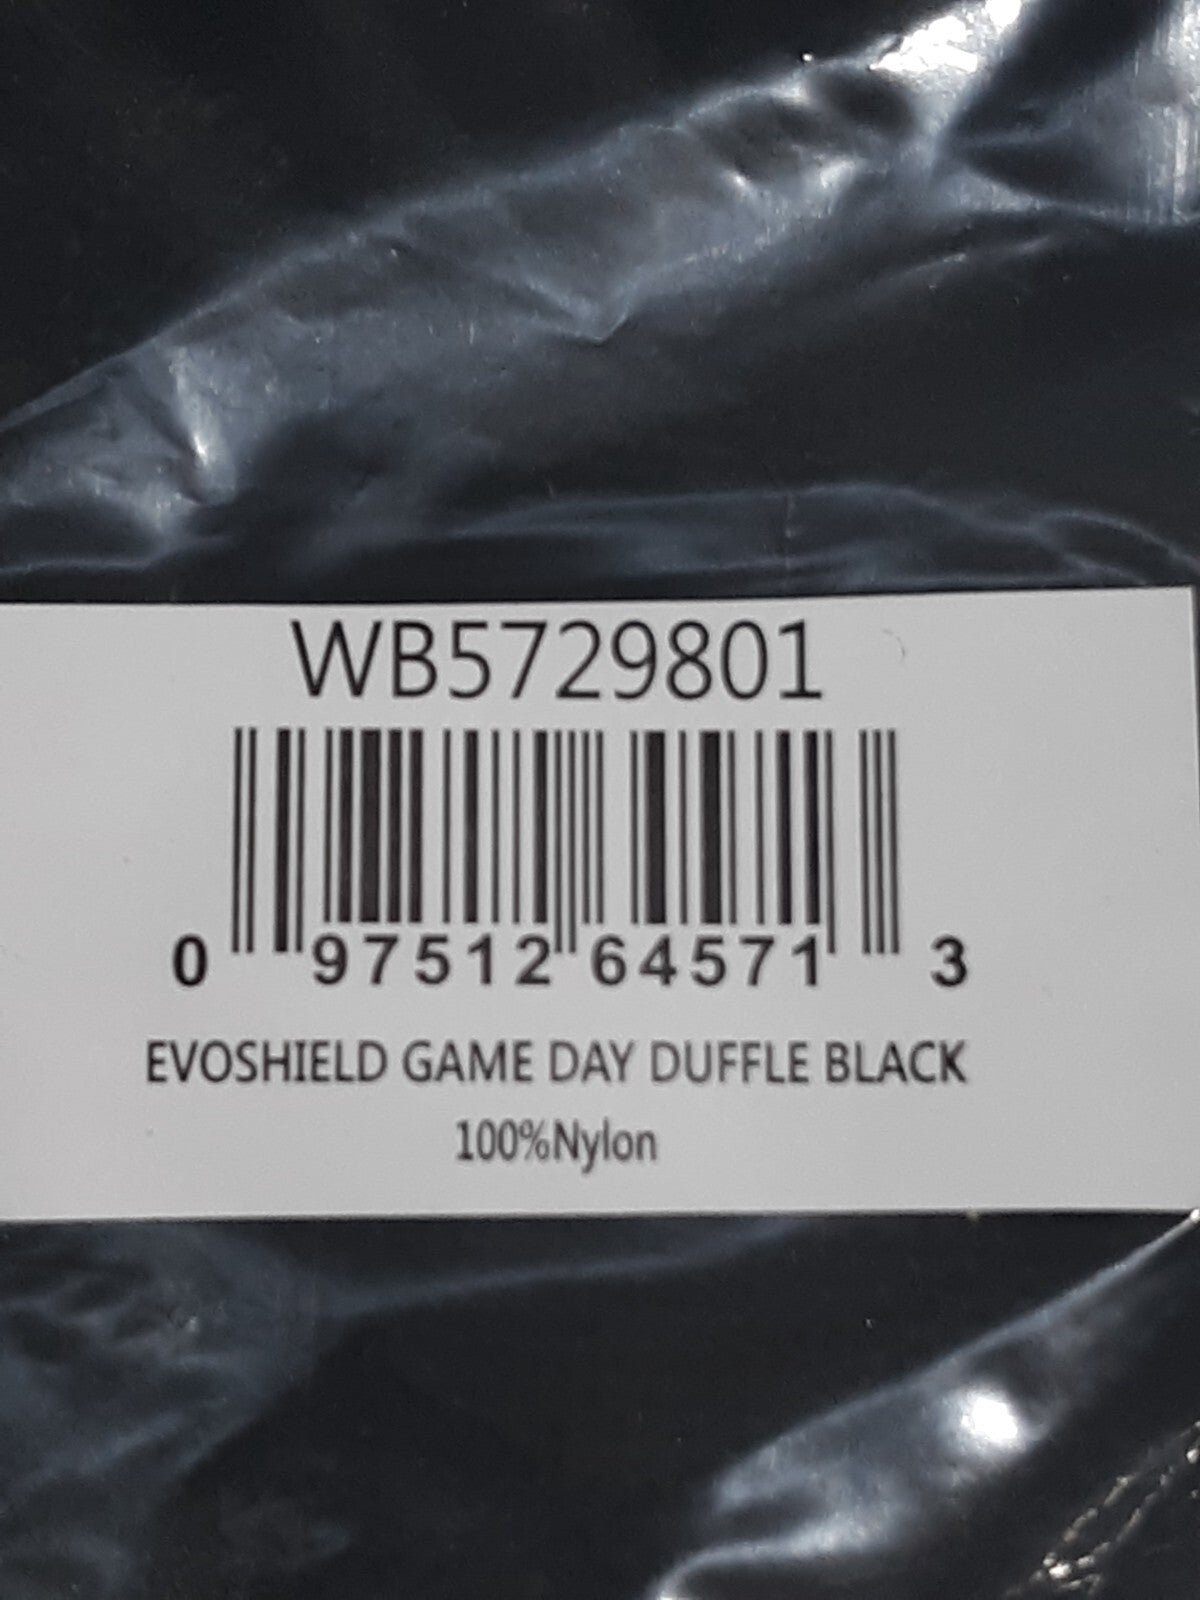 WB5729801
0 97512 64571 3
EVOSHIELD GAME DAY DUFFLE BLACK
100%Nylon